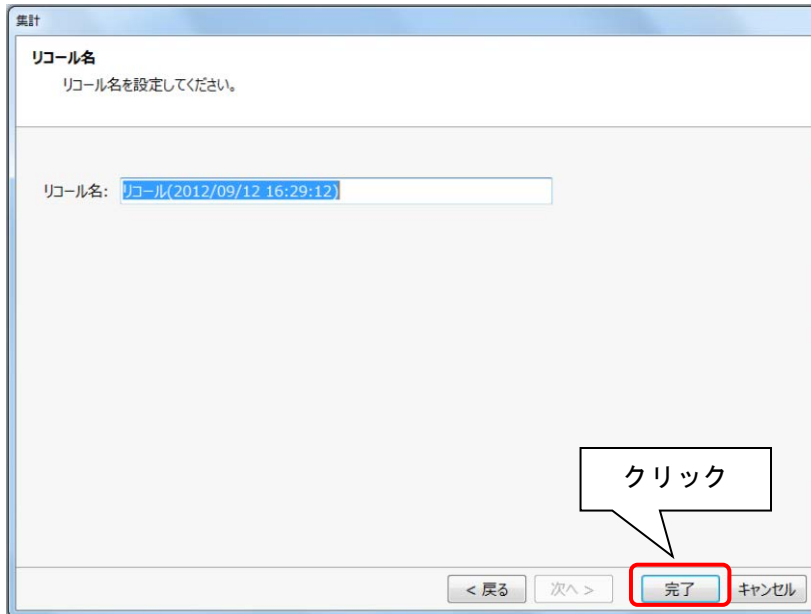 集計
リコール名
リコール名を設定してください。
リコール名: リコール(2012/09/12 16:29:12)
クリック
< 戻る 次へ > 完了 キャンセル